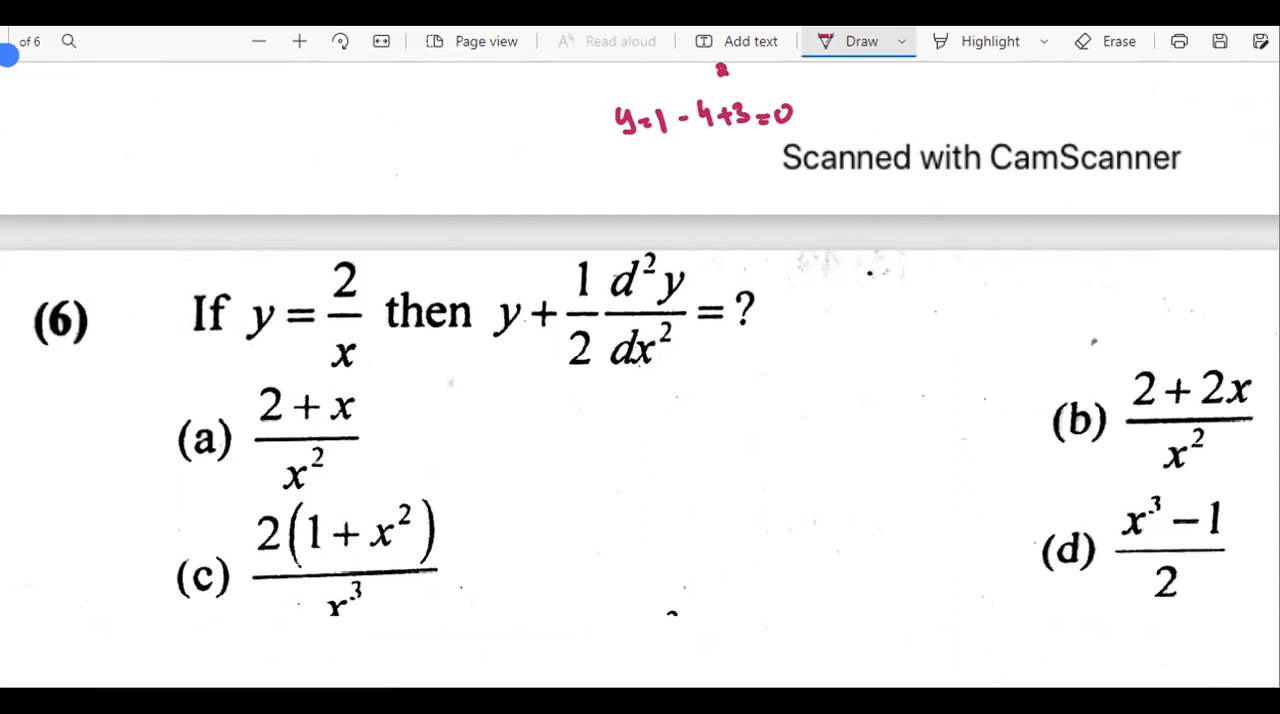 of 6 Page view Read aloud Add text Draw Highlight Erase
y=1-4+3=0
Scanned with CamScanner
(6) If y = 2/x then y + 1/2 d²y/dx² = ?
(a) 2+x/x² (b) 2+2x/x²
(c) 2(1+x²)/x³ (d) x³-1/2